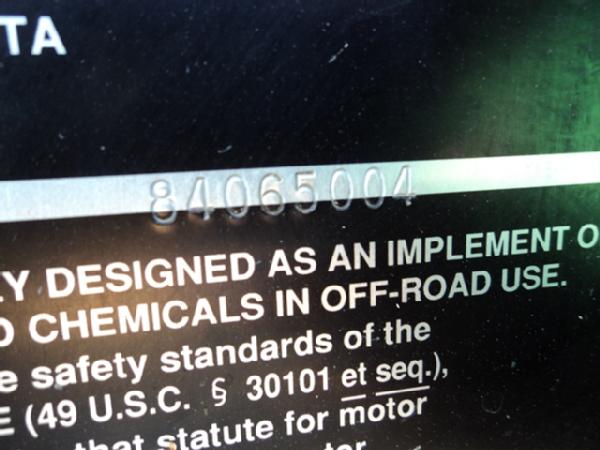 TA
84065004
LY DESIGNED AS AN IMPLEMENT O
D CHEMICALS IN OFF-ROAD USE.
e safety standards of the
E (49 U.S.C. § 30101 et seq.),
that statute for motor